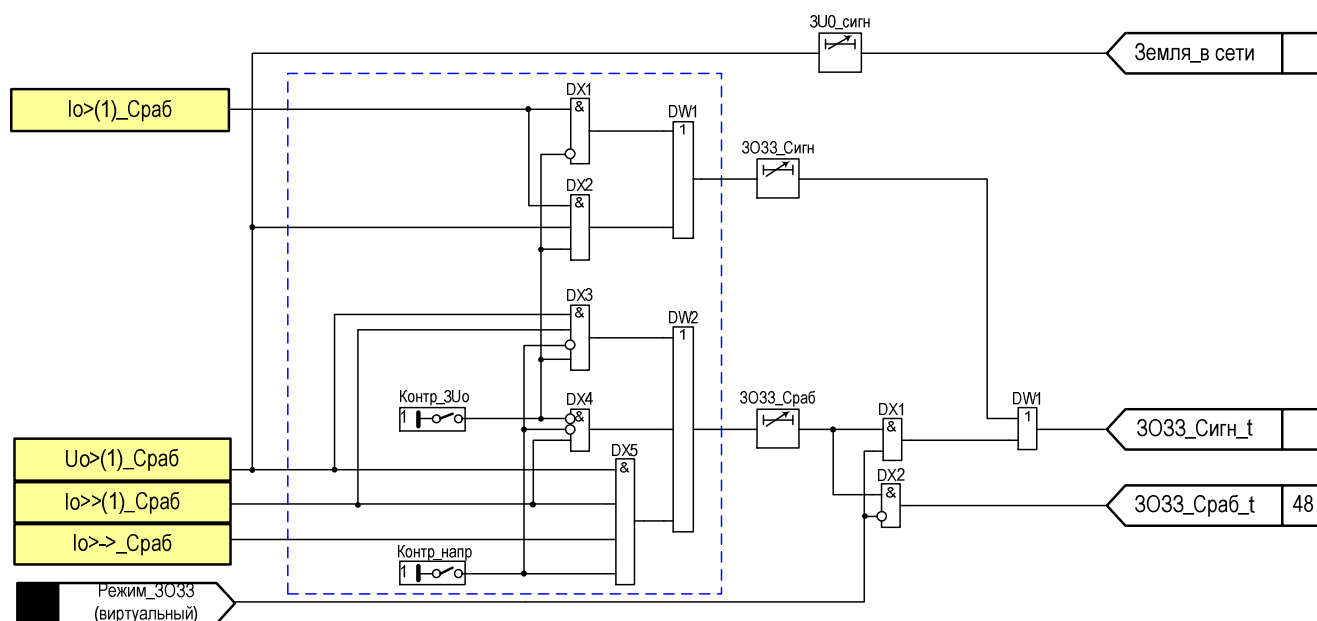 3U0_сигн
Земля_в сети
Io>(1)_Сраб
DX1
&
DW1
1
ЗОЗЗ_Сигн
DX2
&
DX3
&
DW2
1
Контр_3Uo
1
DX4
&
ЗОЗЗ_Сраб
DX1
&
DW1
1
ЗОЗЗ_Сигн_t
Uo>(1)_Сраб
DX5
&
DX2
&
Io>>(1)_Сраб
ЗОЗЗ_Сраб_t
48
Io>->_Сраб
Контр_напр
1
Режим_ЗОЗЗ
(виртуальный)